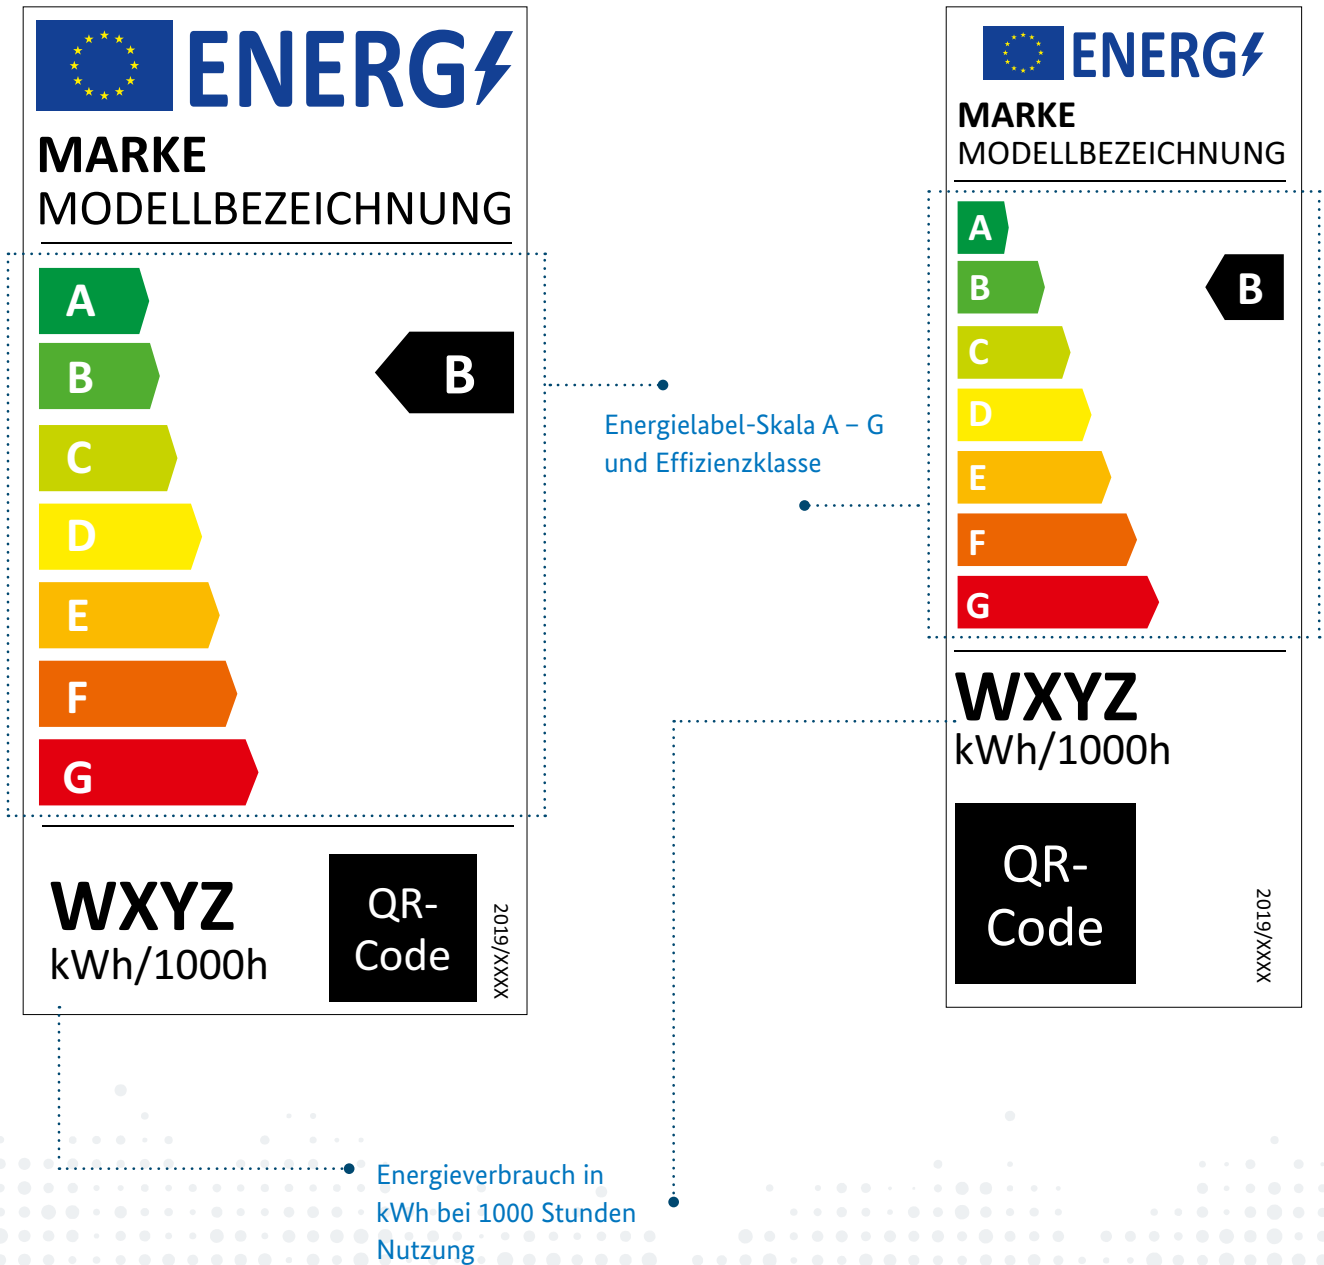 ENERG
MARKE
MODELLBEZEICHNUNG
A
B
C
D
E
F
G
B
WXYZ
kWh/1000h
QR-
Code
2019/XXXX
Energielabel-Skala A – G
und Effizienzklasse
ENERG
MARKE
MODELLBEZEICHNUNG
A
B
C
D
E
F
G
B
WXYZ
kWh/1000h
QR-
Code
2019/XXXX
Energieverbrauch in
kWh bei 1000 Stunden
Nutzung